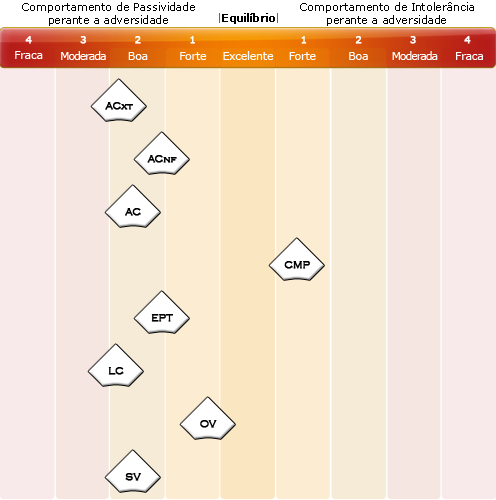 Comportamento de Passividade
perante a adversidade
|Equilíbrio|
Comportamento de Intolerância
perante a adversidade
4 3 2 1 1 2 3 4
Fraca Moderada Boa Forte Excelente Forte Boa Moderada Fraca
ACXT
ACNF
AC
CMP
EPT
LC
OV
SV